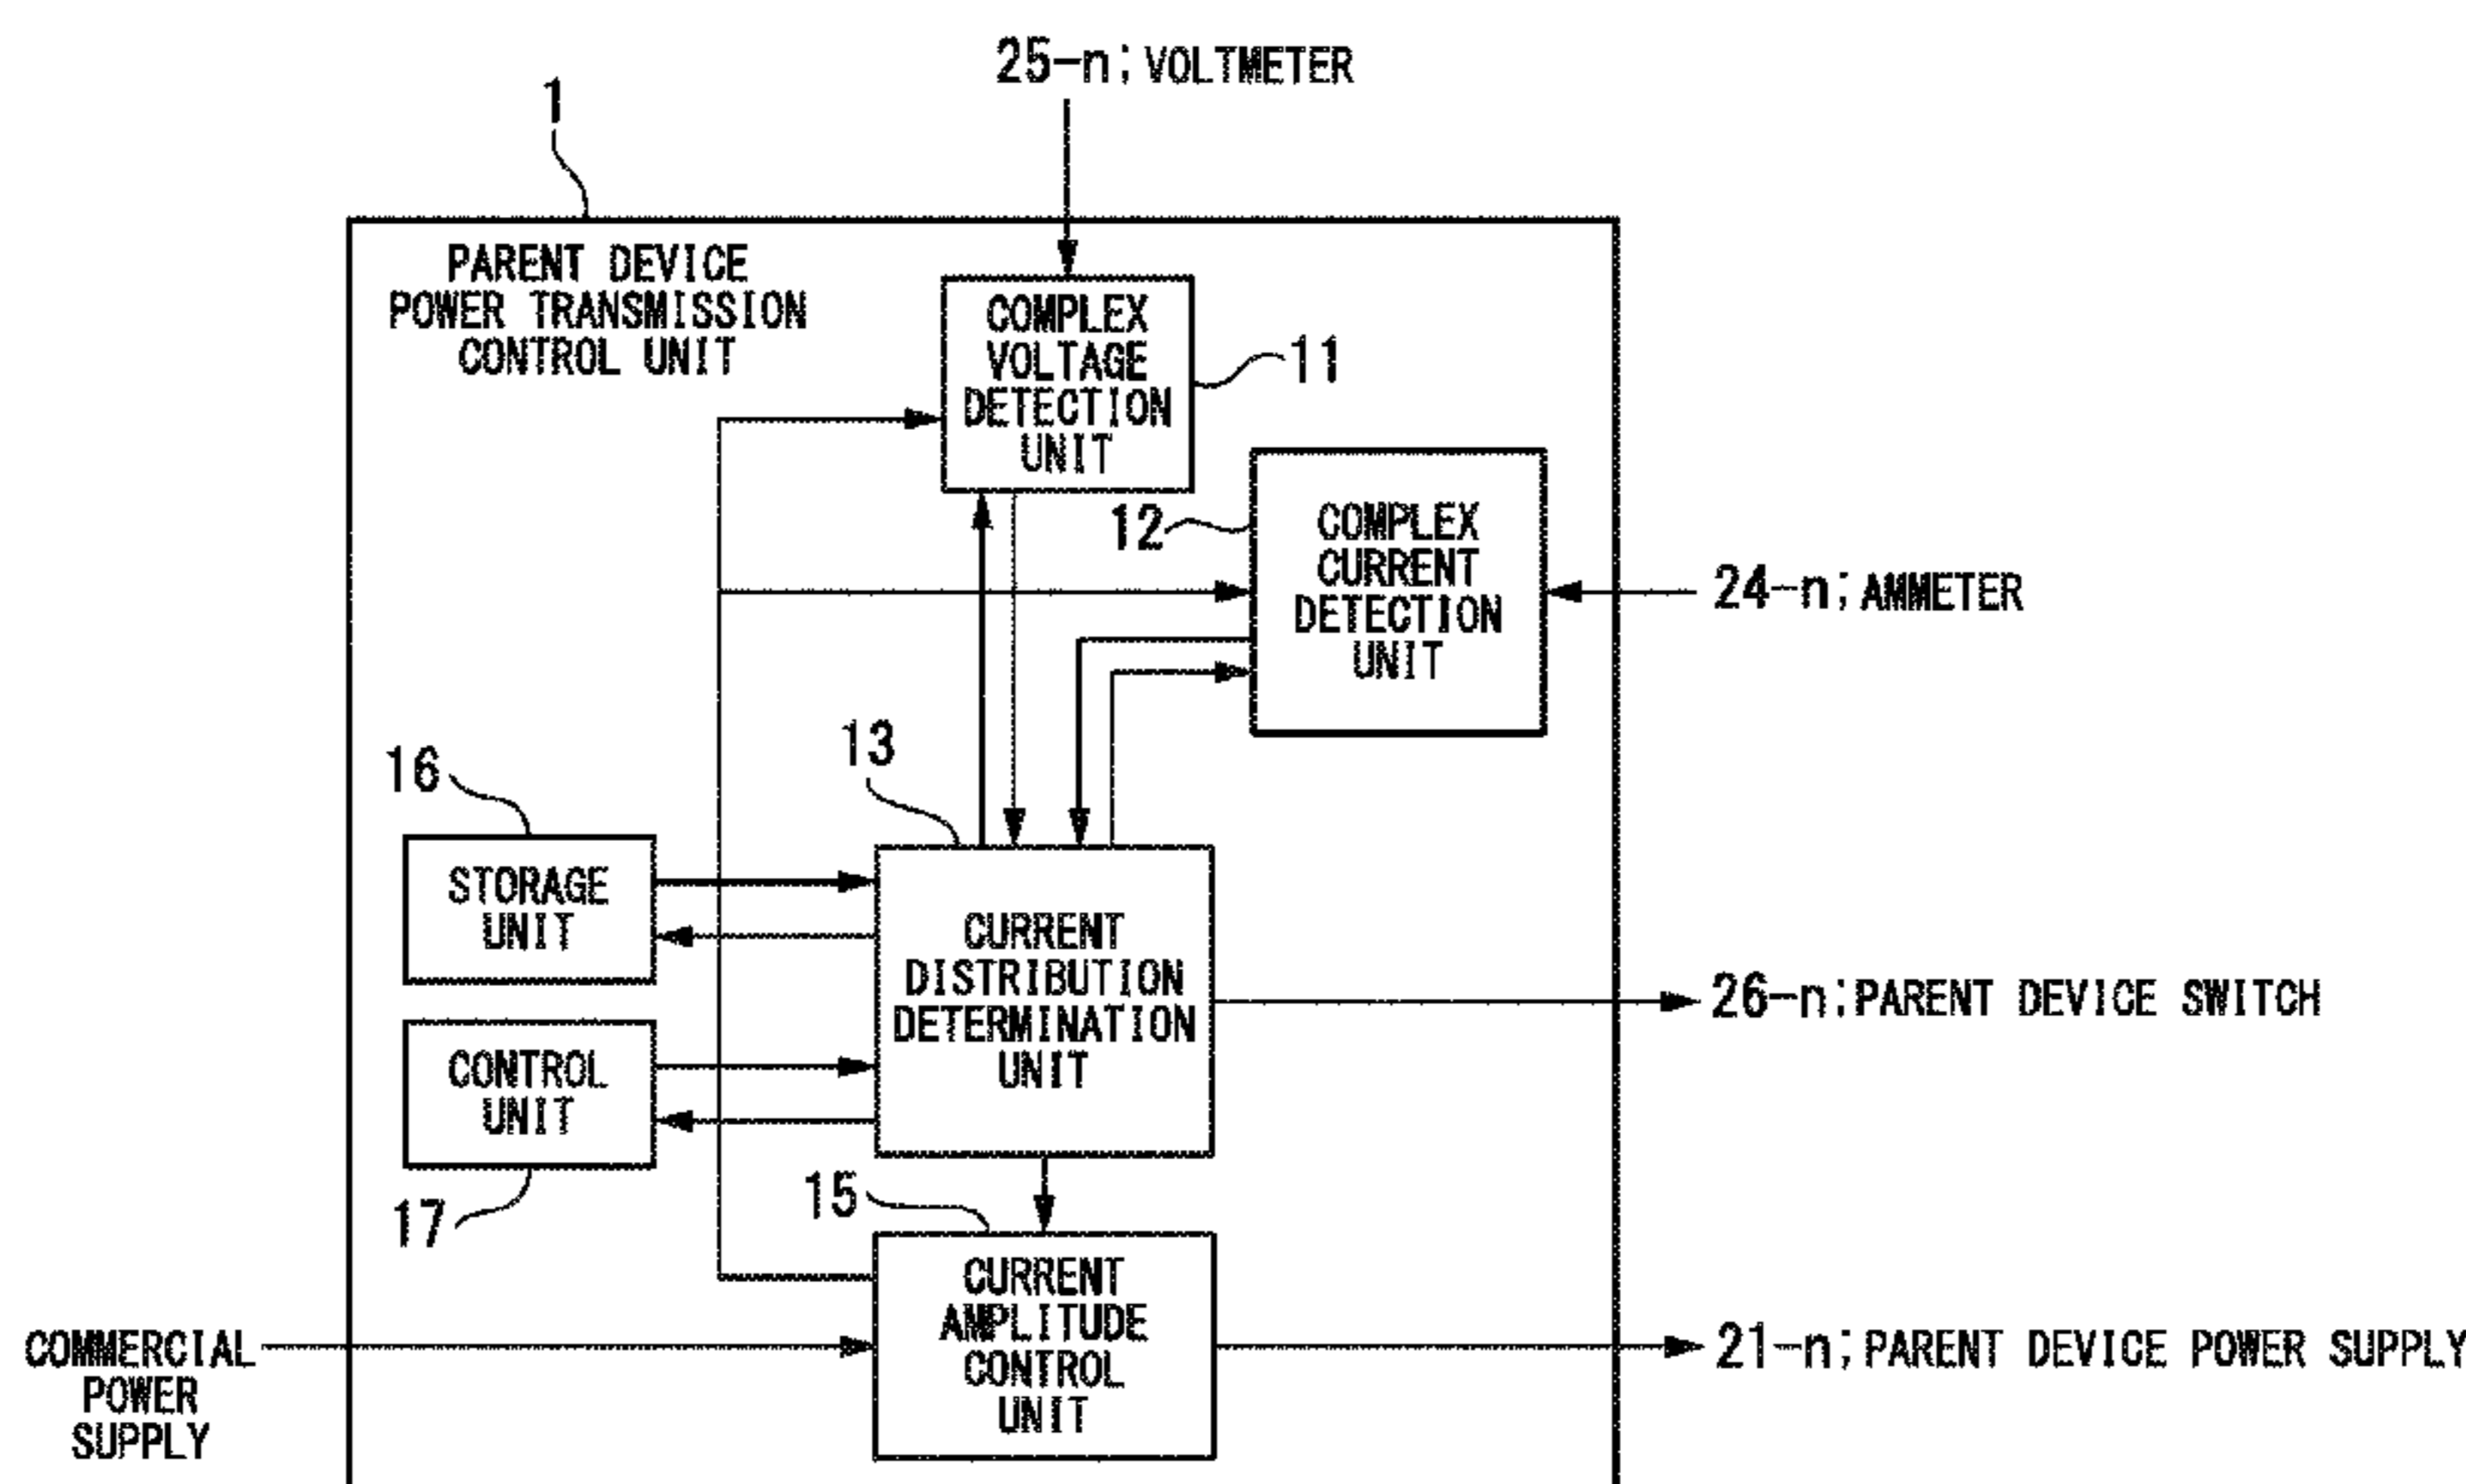 25-n; VOLTMETER
1
PARENT DEVICE
POWER TRANSMISSION
CONTROL UNIT
COMPLEX
VOLTAGE
DETECTION
UNIT
11
12
COMPLEX
CURRENT
DETECTION
UNIT
24-n; AMMETER
13
16
STORAGE
UNIT
CURRENT
DISTRIBUTION
DETERMINATION
UNIT
26-n; PARENT DEVICE SWITCH
CONTROL
UNIT
17
15
CURRENT
AMPLITUDE
CONTROL
UNIT
COMMERCIAL
POWER
SUPPLY
21-n; PARENT DEVICE POWER SUPPLY